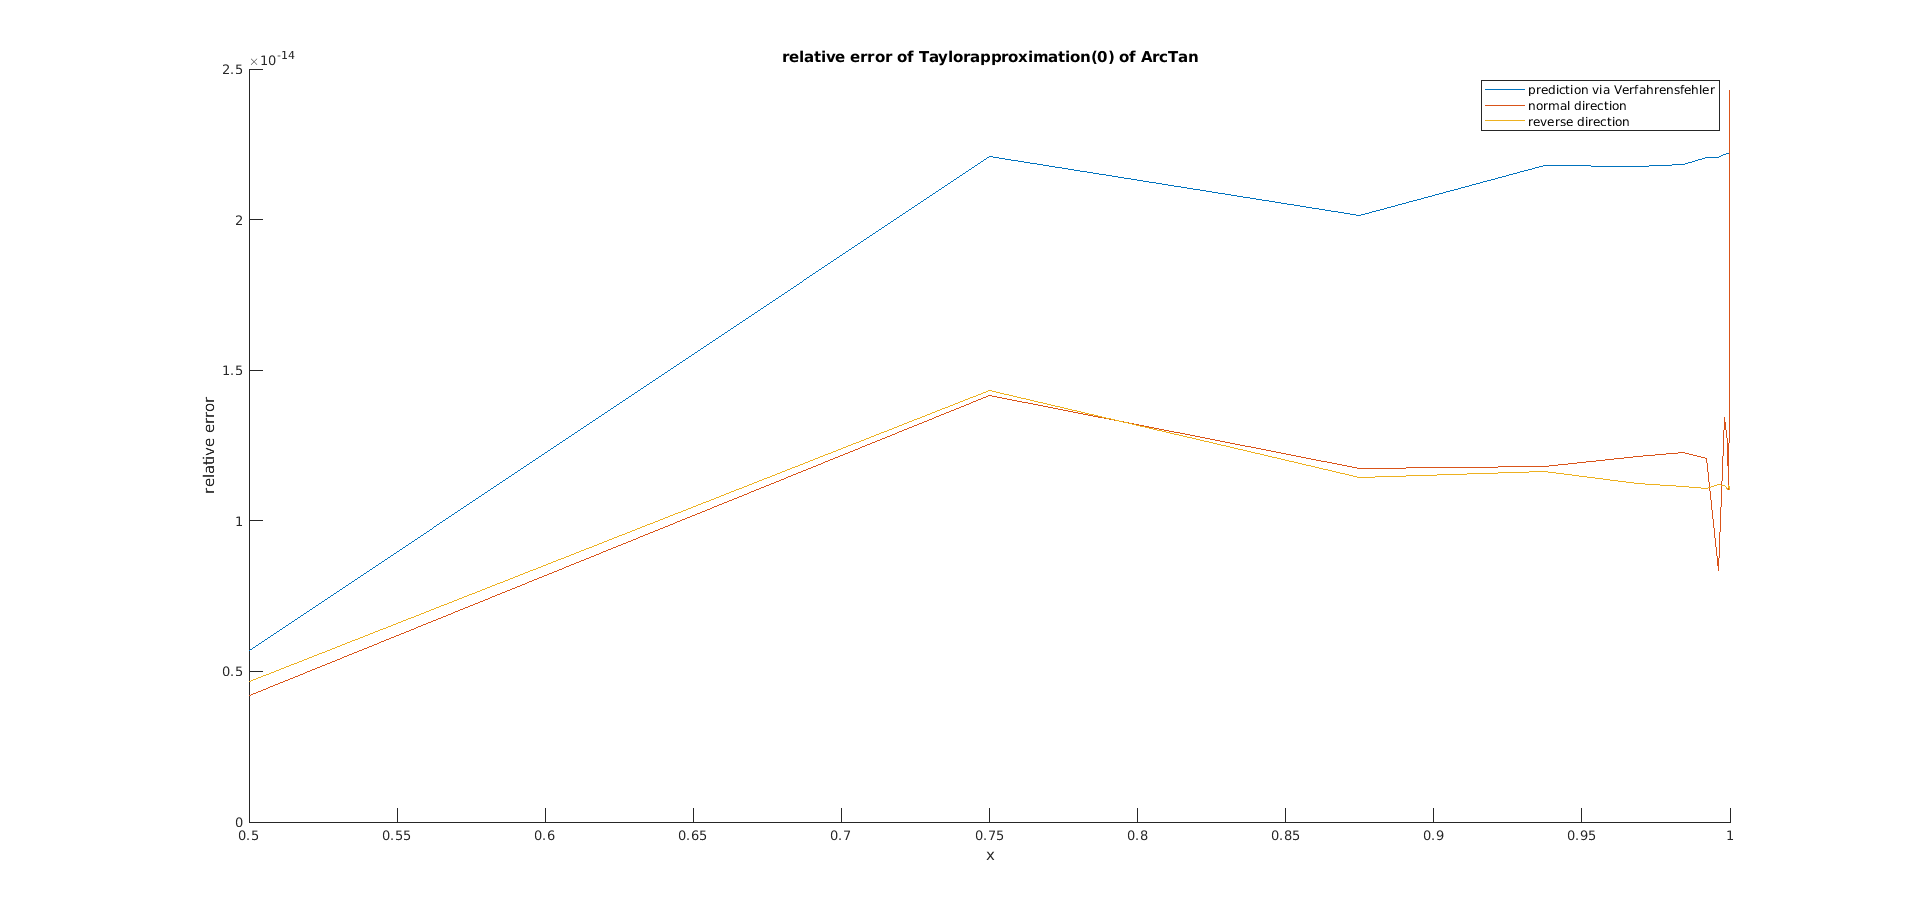 relative error of Taylorapproximation(0) of ArcTan
×10^-14
2.5
2
1.5
1
0.5
0
relative error
prediction via Verfahrensfehler
normal direction
reverse direction
0.5 0.55 0.6 0.65 0.7 0.75 0.8 0.85 0.9 0.95 1
x